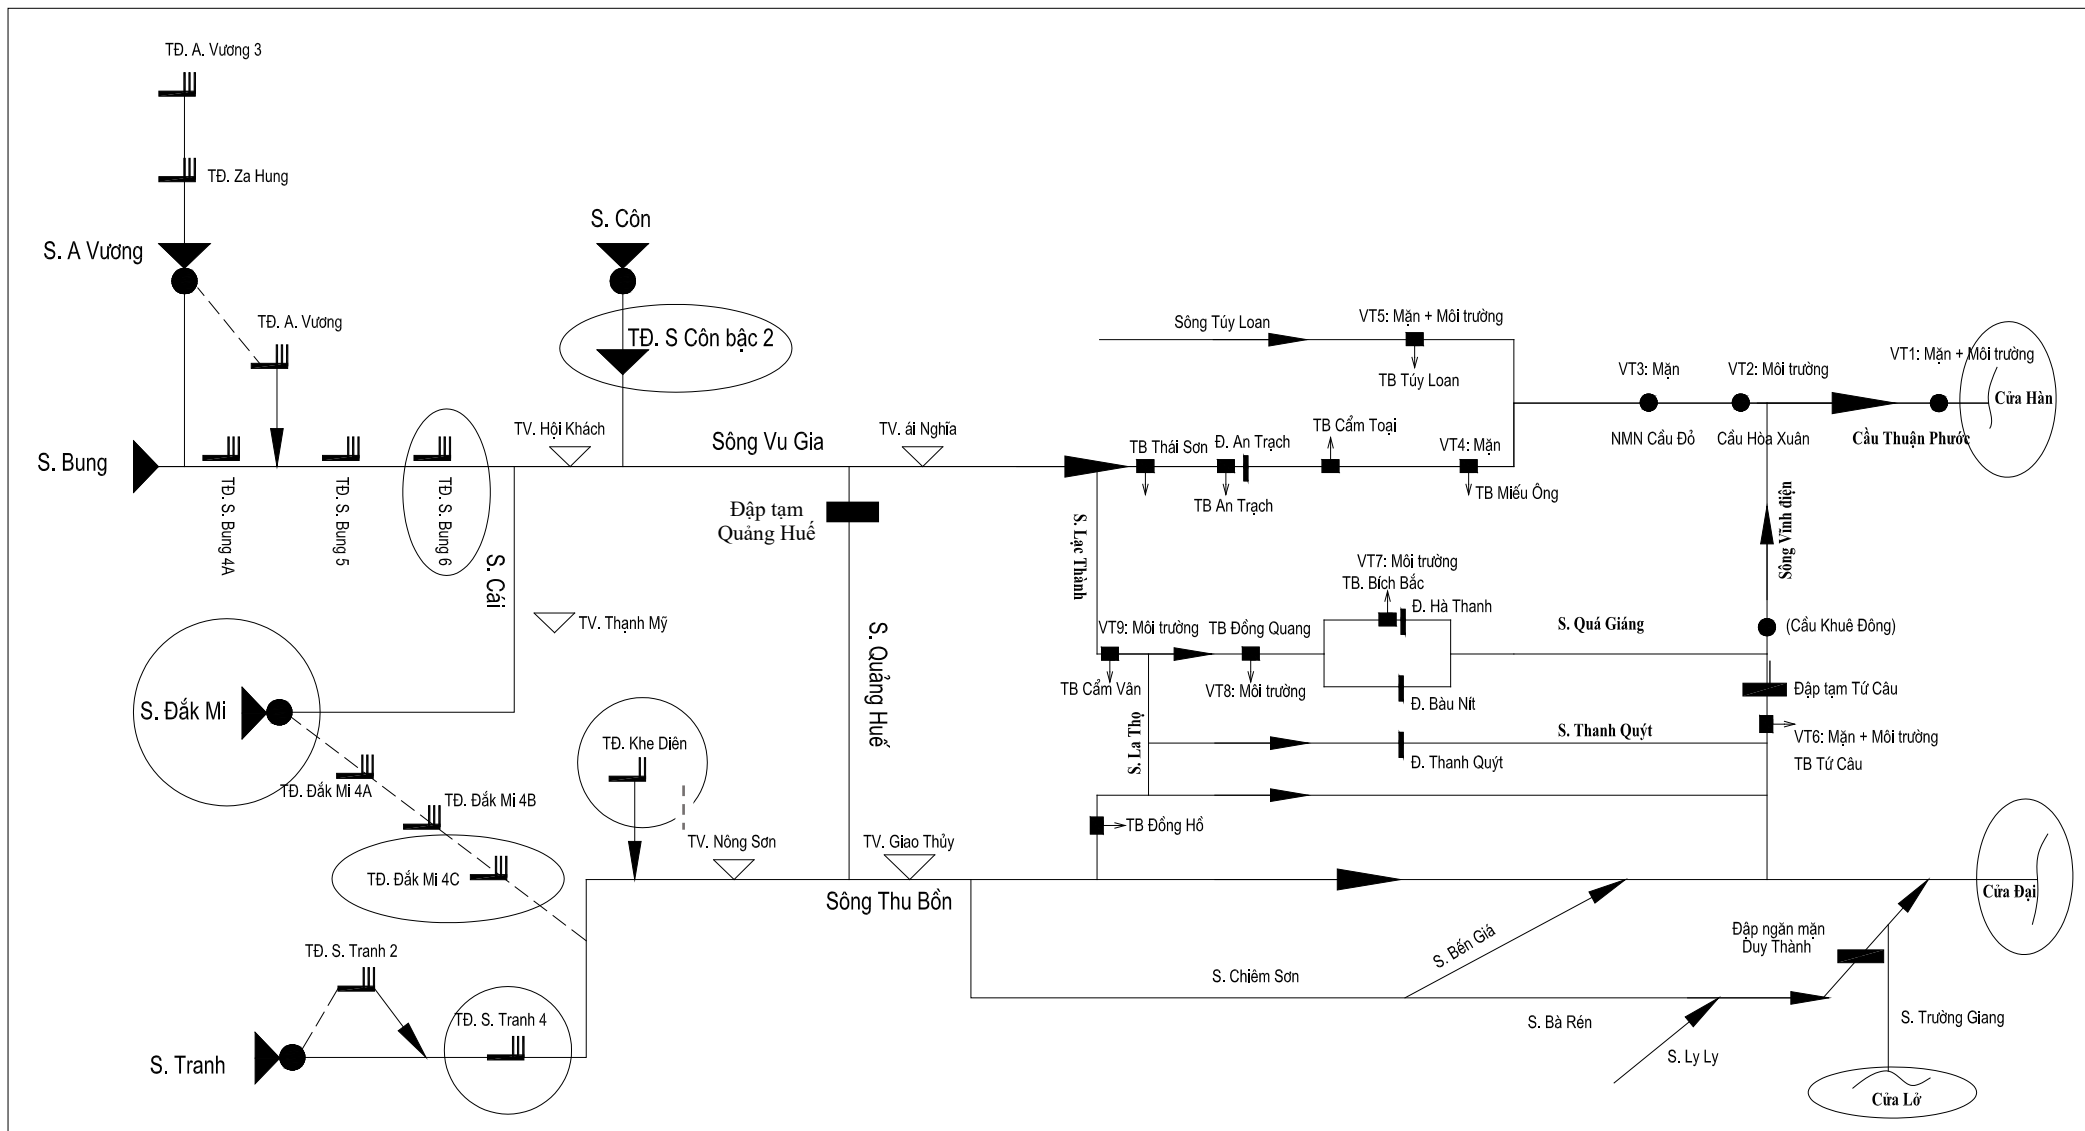 TĐ. A. Vương 3
TĐ. Za Hung
S. A Vương
TĐ. A. Vương
S. Côn
TĐ. S Côn bậc 2
Sông Túy Loan
VT5: Mặn + Môi trường
TB Túy Loan
VT3: Mặn
VT2: Môi trường
VT1: Mặn + Môi trường
Cửa Hàn
NMN Cầu Đỏ
Cầu Hòa Xuân
Cầu Thuận Phước
S. Bung
TĐ. S. Bung 4A
TĐ. S. Bung 5
TĐ. S. Bung 6
TV. Hội Khách
Sông Vu Gia
TV. ái Nghĩa
TB Thái Sơn
Đ. An Trạch
TB Cẩm Toại
VT4: Mặn
TB An Trạch
TB Miếu Ông
Đập tạm
Quảng Huế
S. Cái
S. Lạc Thành
Sông Vĩnh điện
VT7: Môi trường
TB. Bích Bắc
Đ. Hà Thanh
TV. Thạnh Mỹ
S. Quảng Huế
VT9: Môi trường
TB Đồng Quang
S. Quá Giáng
(Cầu Khuê Đông)
TB Cẩm Vân
VT8: Môi trường
Đ. Bàu Nít
Đập tạm Tứ Câu
S. Đắk Mi
TĐ. Khe Diên
S. La Thọ
S. Thanh Quýt
Đ. Thanh Quýt
VT6: Mặn + Môi trường
TB Tứ Câu
TĐ. Đắk Mi 4A
TĐ. Đắk Mi 4B
TĐ. Đắk Mi 4C
TV. Nông Sơn
TV. Giao Thủy
TB Đồng Hồ
Sông Thu Bồn
Cửa Đại
TĐ. S. Tranh 2
S. Bến Giá
Đập ngăn mặn
Duy Thành
S. Chiêm Sơn
S. Tranh
TĐ. S. Tranh 4
S. Bà Rén
S. Trường Giang
S. Ly Ly
Cửa Lở